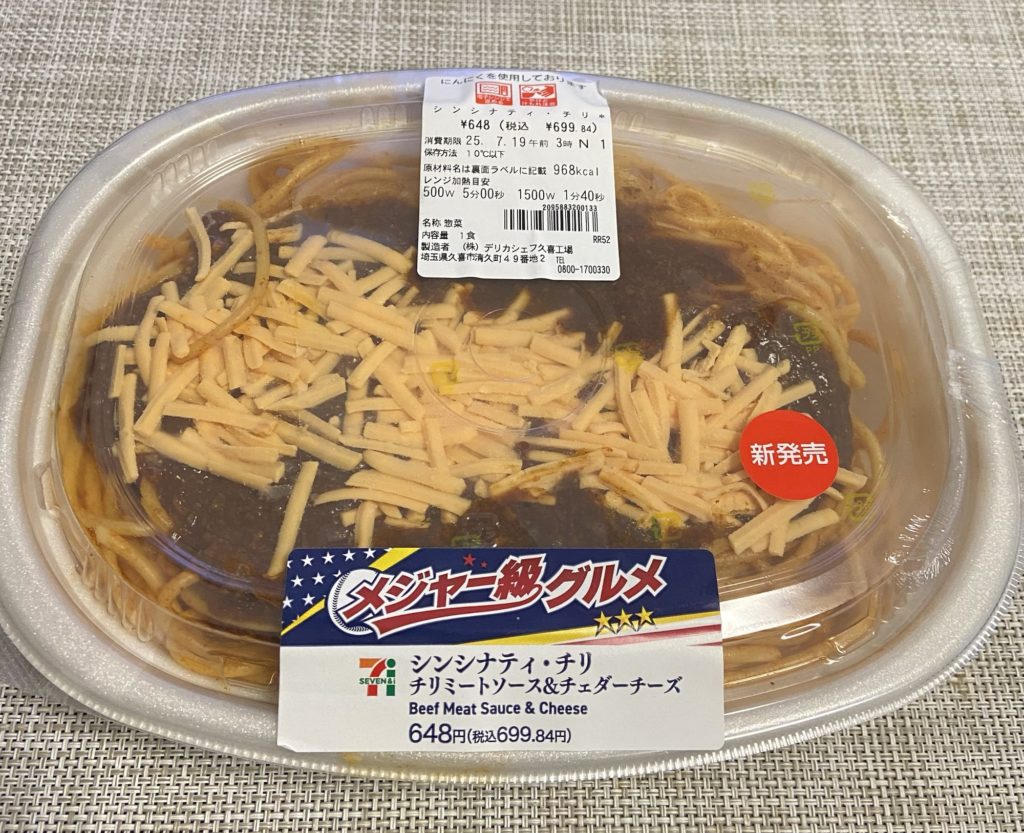 にんにくを使用しております
シンシナティ・チリ*
¥648 (税込 ¥699.84)
消費期限 25. 7.19午前 3時 N 1
保存方法 10℃以下
原材料名は裏面ラベルに記載 968kcal
レンジ加熱目安
500W 5分00秒 1500W 1分40秒
2095883200133
名称 惣菜
内容量 1食
RR52
製造者 (株)デリカシェフ久喜工場
埼玉県久喜市清久町49番地2 TEL
0800-1700330
新発売
メジャー級グルメ
7
SEVEN&i
シンシナティ・チリ
チリミートソース&チェダーチーズ
Beef Meat Sauce & Cheese
648円(税込699.84円)